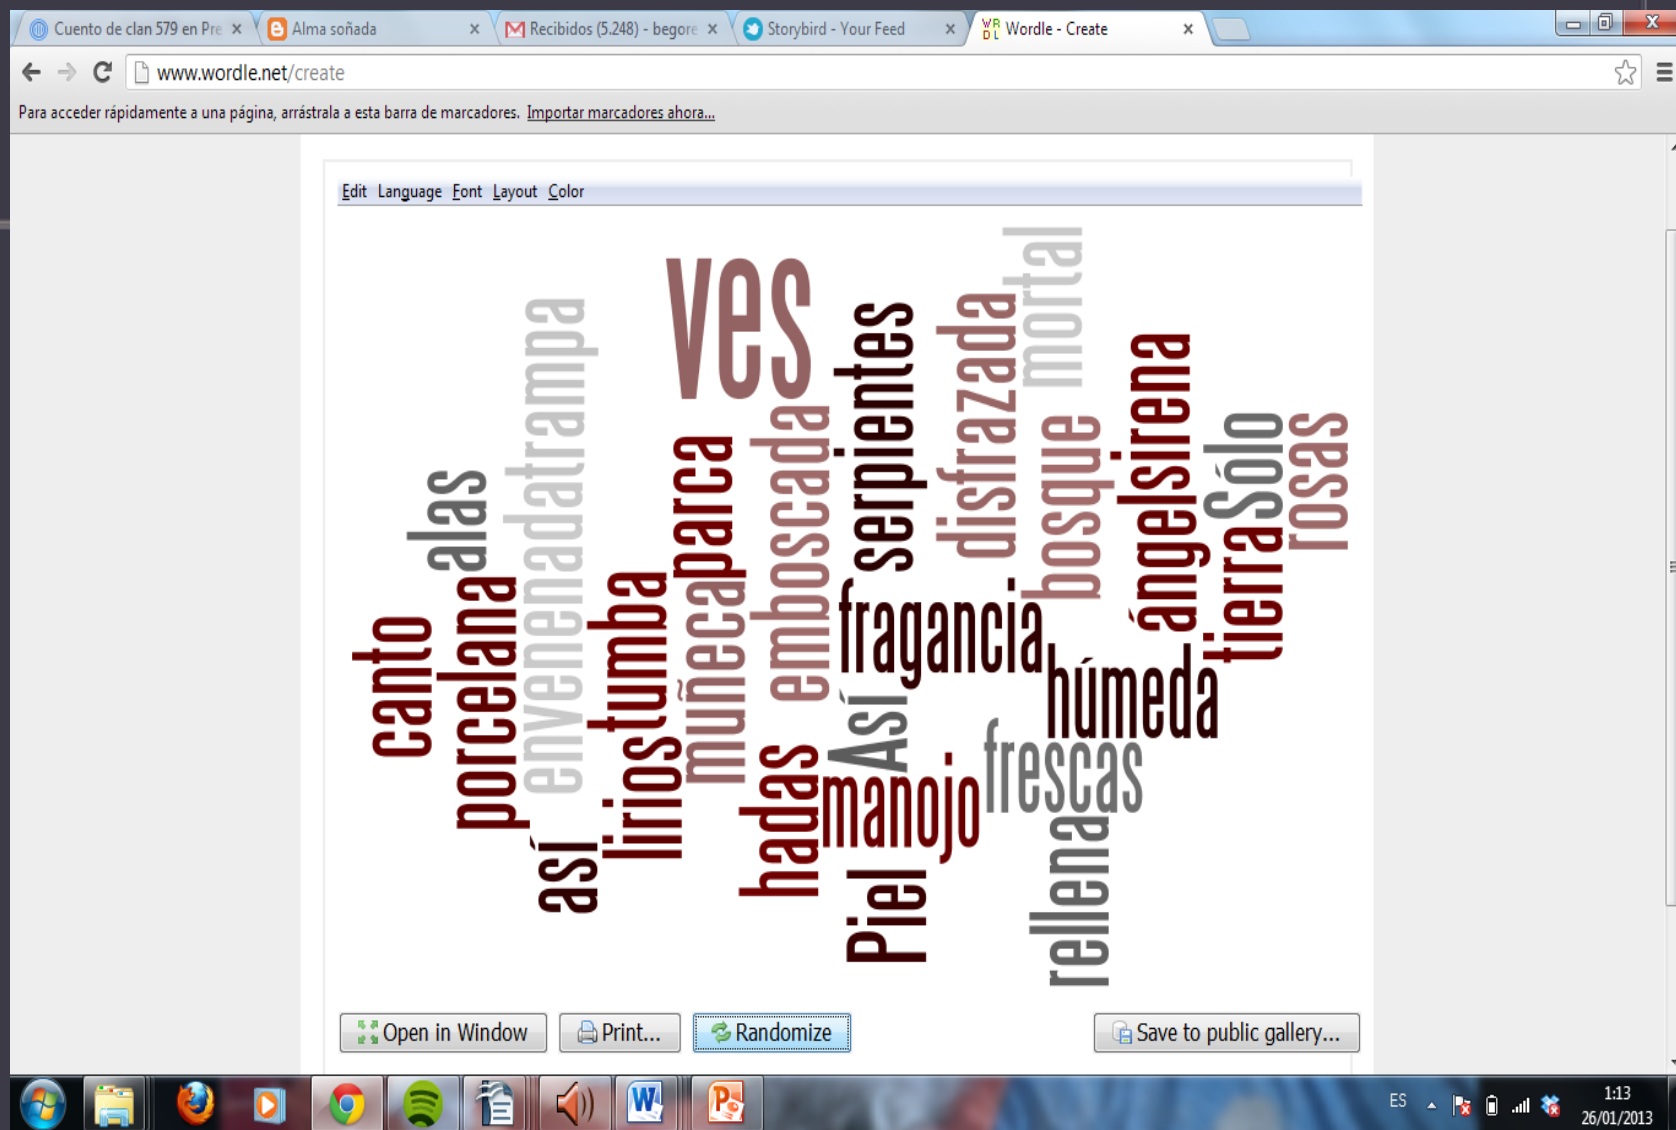 Cuento de clan 579 en Pre
Alma soñada
Recibidos (5.248) - begore
Storybird - Your Feed
Wordle - Create
www.wordle.net/create
Para acceder rápidamente a una página, arrástrala a esta barra de marcadores. Importar marcadores ahora...
Edit Language Font Layout Color
ves
mortal
disfrazada
serpientes
trampa
envenenada
sirena
ángel
Sólo
rosas
bosque
emboscada
parca
alas
tierra
porcelana
tumba
muñeca
fragancia
canto
húmeda
Así
lirios
hadas
manojo
frescas
así
Piel
rellena
Open in Window
Print...
Randomize
Save to public gallery...
ES
1:13
26/01/2013